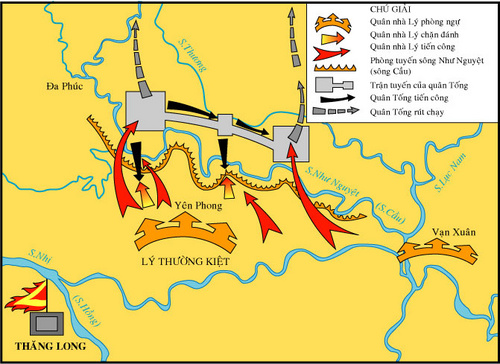 CHÚ GIẢI
Quân nhà Lý phòng ngự
Quân nhà Lý chặn đánh
Quân nhà Lý tiến công
Phòng tuyến sông Như Nguyệt
(sông Cầu)
Trận tuyến của quân Tống
Quân Tống tiến công
Quân Tống rút chạy
S.Thương
Đa Phúc
S.Như Nguyệt
(S.Cầu)
S.Lục Nam
Yên Phong
Vạn Xuân
LÝ THƯỜNG KIỆT
S.Nhị
(S.Hồng)
THĂNG LONG